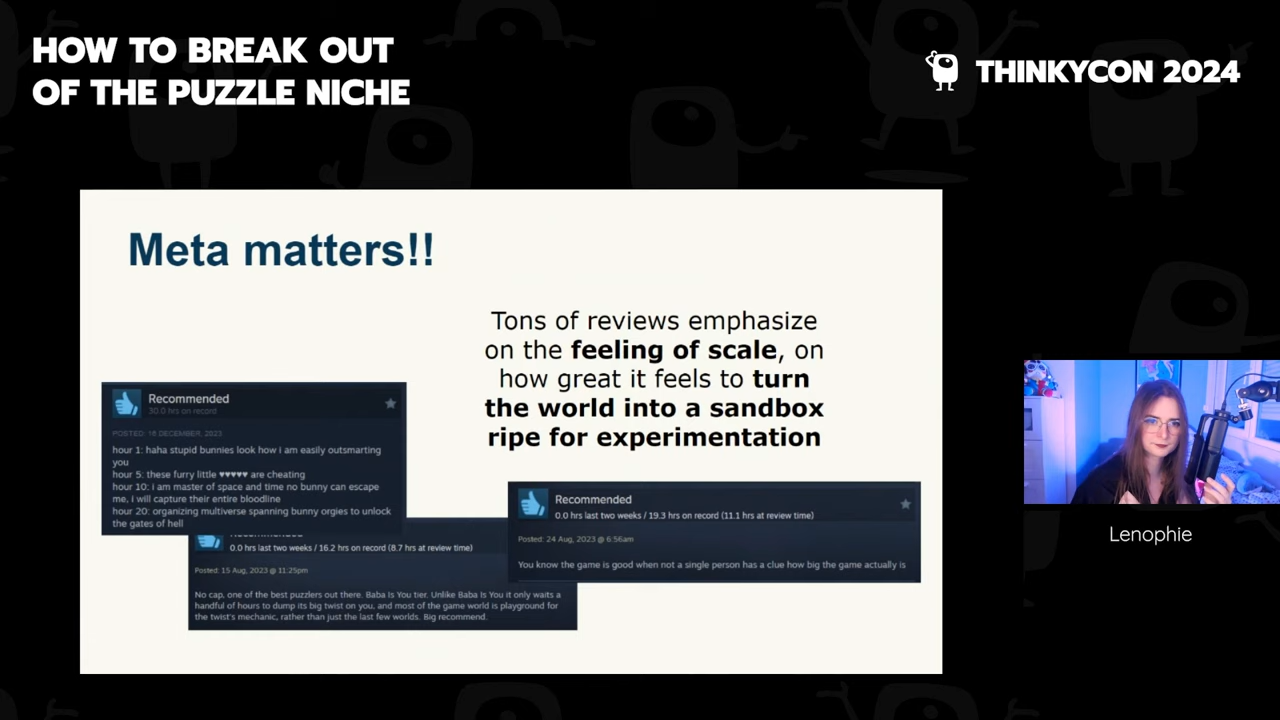 HOW TO BREAK OUT
OF THE PUZZLE NICHE
THINKYCON 2024
Meta matters!!
Tons of reviews emphasize
on the feeling of scale, on
how great it feels to turn
the world into a sandbox
ripe for experimentation
Recommended
30.0 hrs on record
POSTED: 16 DECEMBER, 2023
hour 1: haha stupid bunnies look how i am easily outsmarting
you
hour 5: these furry little ♥♥♥♥♥ are cheating
hour 10: i am master of space and time no bunny can escape
me, i will capture their entire bloodline
hour 20: organizing multiverse spanning bunny orgies to unlock
the gates of hell
Recommended
0.0 hrs last two weeks / 16.2 hrs on record (8.7 hrs at review time)
Posted: 15 Aug, 2023 @ 11:25pm
No cap, one of the best puzzlers out there. Baba Is You tier. Unlike Baba Is You it only waits a
handful of hours to dump its big twist on you, and most of the game world is playground for
the twist's mechanic, rather than just the last few worlds. Big recommend.
Recommended
0.0 hrs last two weeks / 19.3 hrs on record (11.1 hrs at review time)
Posted: 24 Aug, 2023 @ 6:56am
You know the game is good when not a single person has a clue how big the game actually is
Lenophie